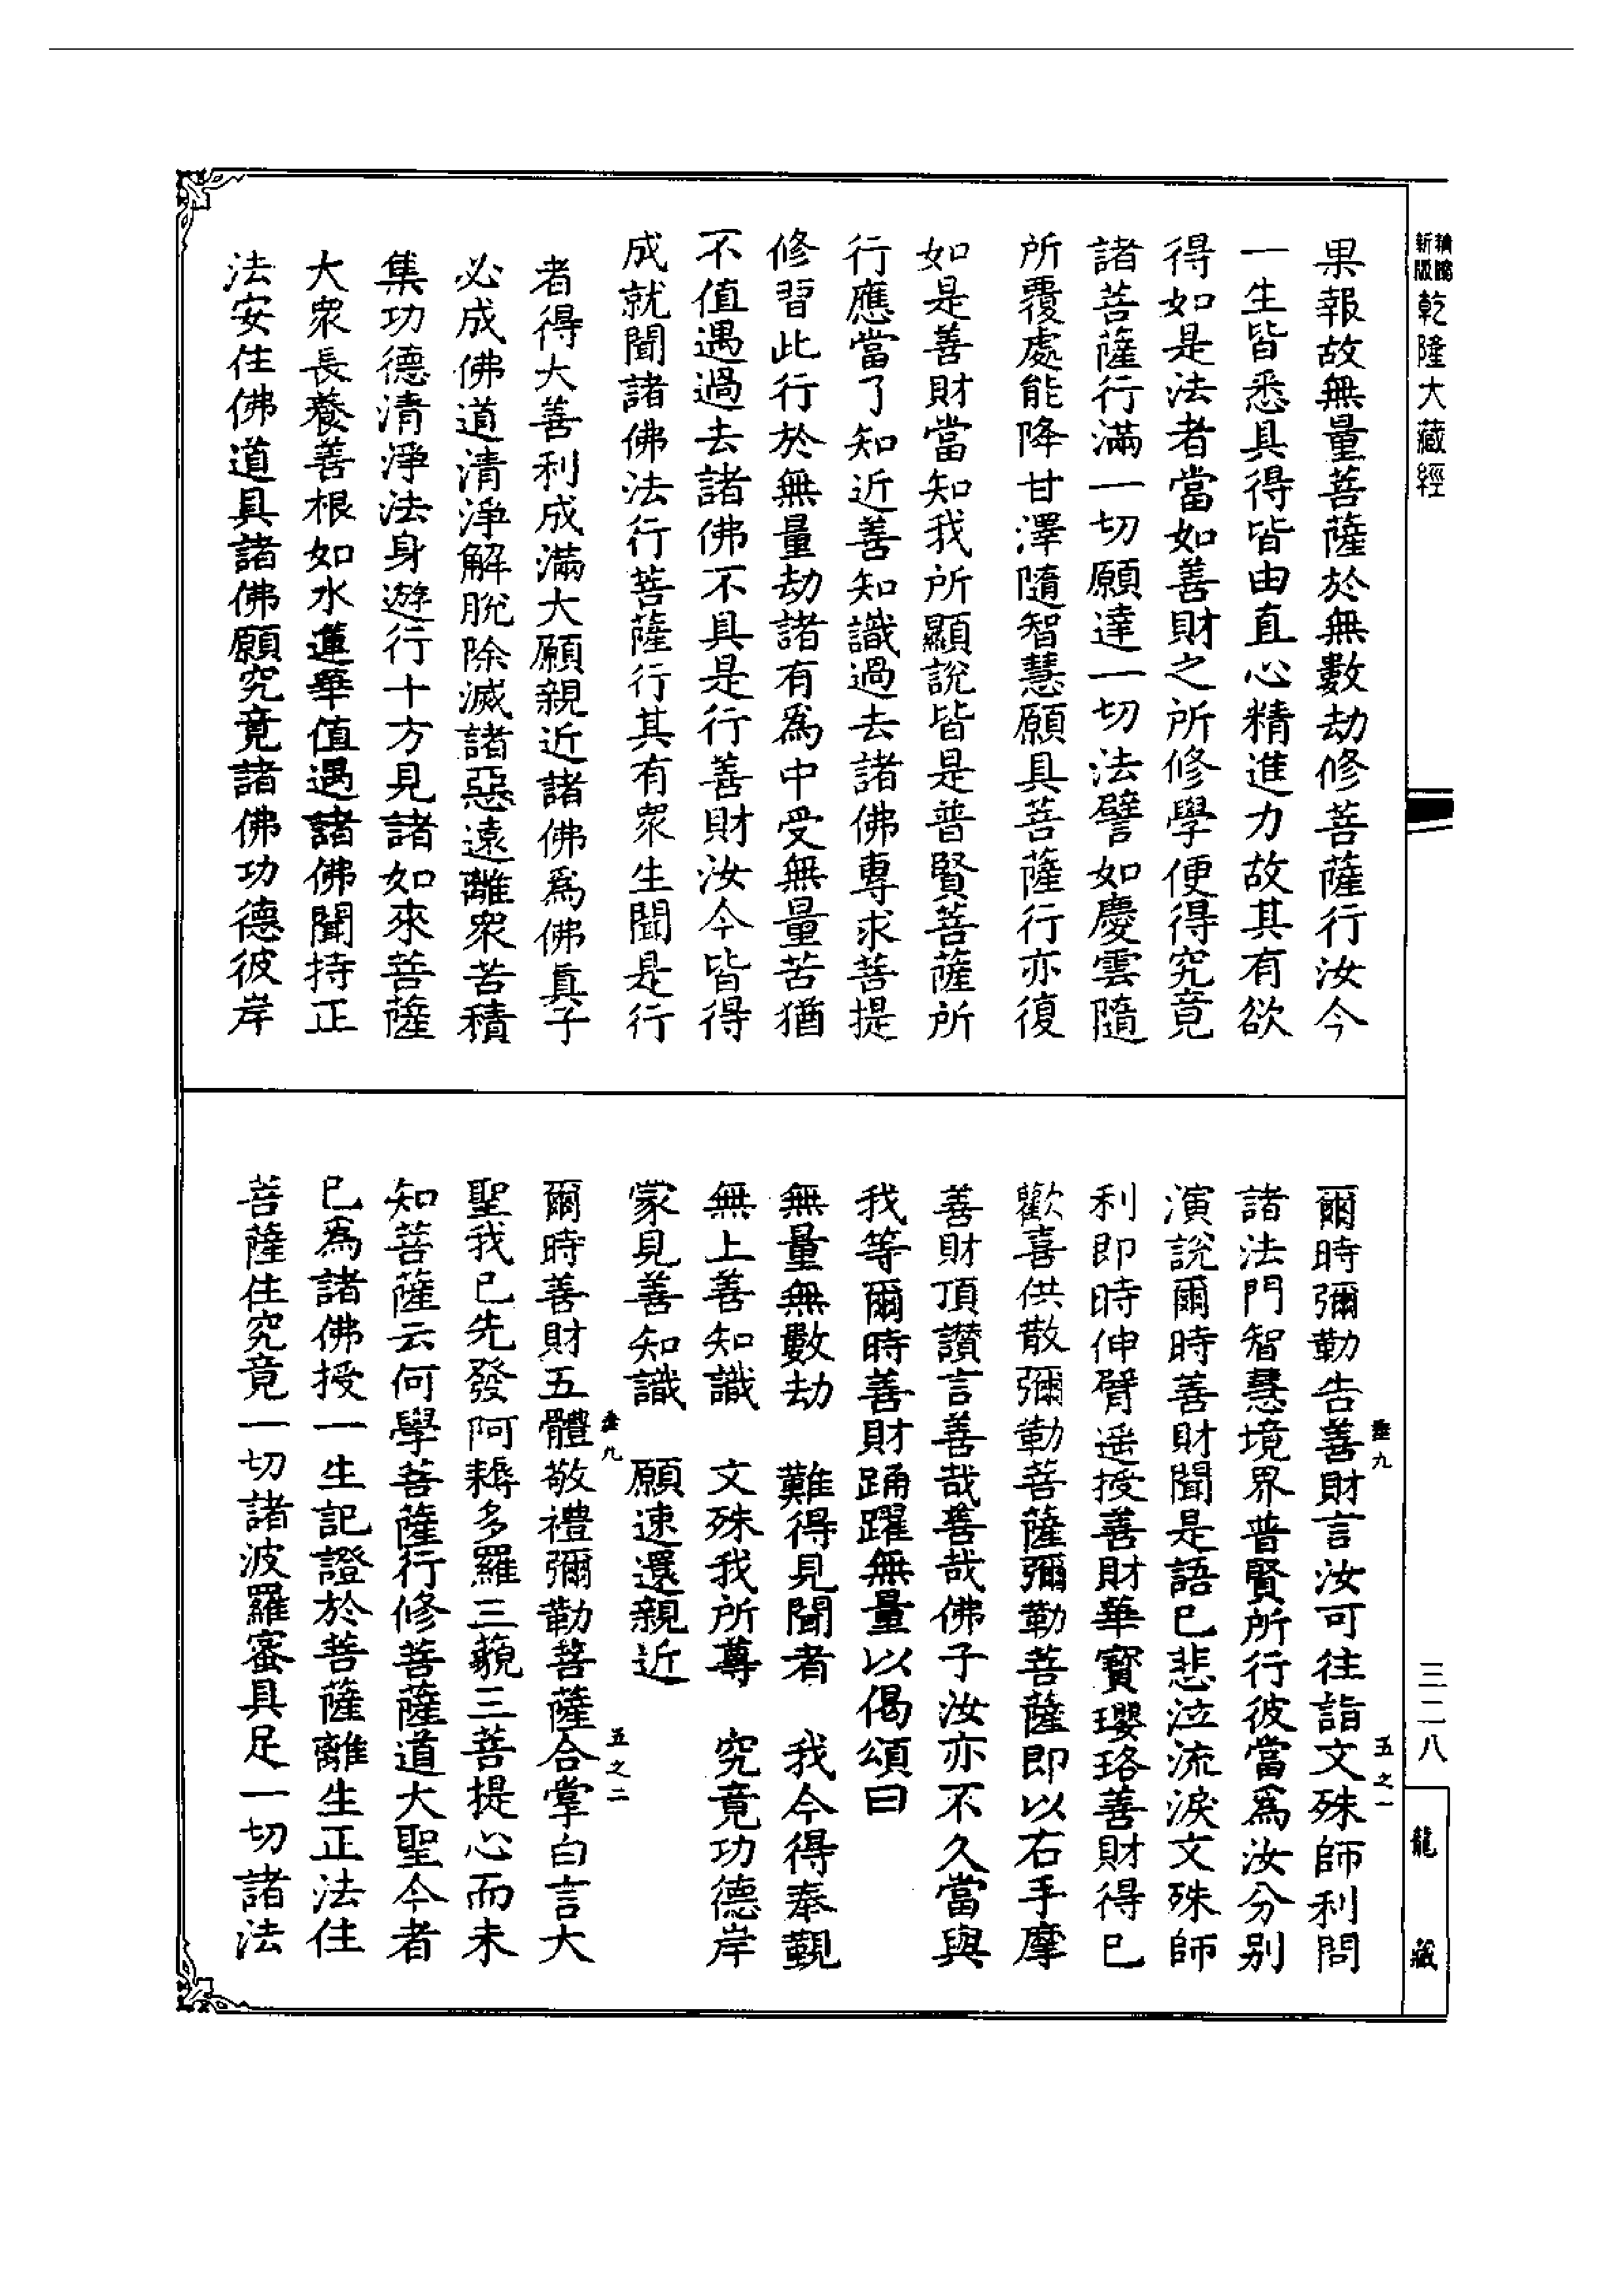 新版精縮乾隆大藏經
果報故無量菩薩於無數劫修菩薩行汝今
一生皆悉具得皆由直心精進力故其有欲
得如是法者當如善財之所修學便得究竟
諸菩薩行滿一切願達一切法譬如慶雲隨
所覆處能降甘澤隨智慧願具菩薩行亦復
如是善財當知我所顯說皆是普賢菩薩所
行應當了知近善知識過去諸佛專求菩提
修習此行於無量劫諸有為中受無量苦猶
不值遇過去諸佛不具是行善財汝今皆得
成就聞諸佛法行菩薩行其有眾生聞是行
者得大善利成滿大願親近諸佛為佛真子
必成佛道清淨解脫除滅諸惡遠離眾苦積
集功德清淨法身遊行十方見諸如來菩薩
大眾長養善根如水蓮華值遇諸佛聞持正
法安住佛道具諸佛願究竟諸佛功德彼岸
三二八
龍藏
垂九
五之一
爾時彌勒告善財言汝可往詣文殊師利問
諸法門智慧境界普賢所行彼當為汝分別
演說爾時善財聞是語已悲泣流淚文殊師
利即時伸臂遥授善財華寶瓔珞善財得已
歡喜供散彌勒菩薩彌勒菩薩即以右手摩
善財頂讚言善哉善哉佛子汝亦不久當與
我等爾時善財踊躍無量以偈頌曰
無量無數劫　難得見聞者　我今得奉覲
無上善知識　文殊我所尊　究竟功德岸
蒙見善知識　願速還親近
垂九
五之二
爾時善財五體敬禮彌勒菩薩合掌白言大
聖我已先發阿耨多羅三藐三菩提心而未
知菩薩云何學菩薩行修菩薩道大聖今者
已為諸佛授一生記證於菩薩離生正法住
菩薩住究竟一切諸波羅蜜具足一切諸法